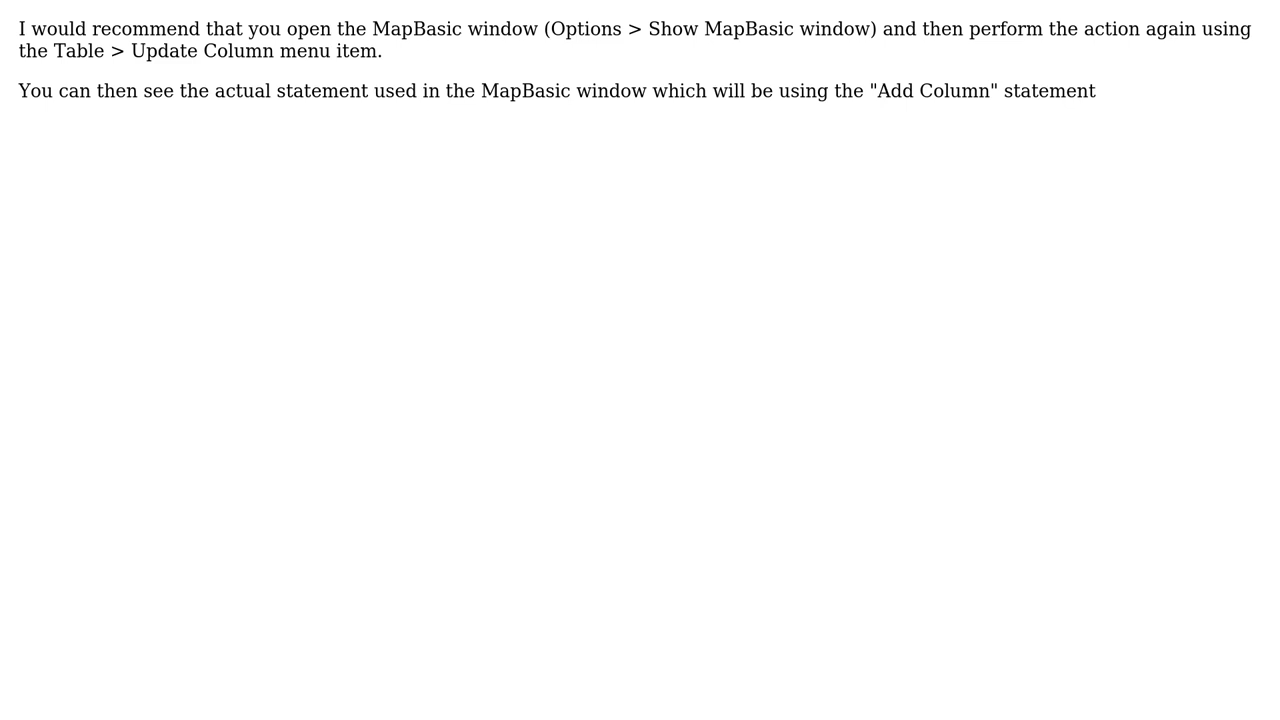 I would recommend that you open the MapBasic window (Options > Show MapBasic window) and then perform the action again using
the Table > Update Column menu item.
You can then see the actual statement used in the MapBasic window which will be using the "Add Column" statement